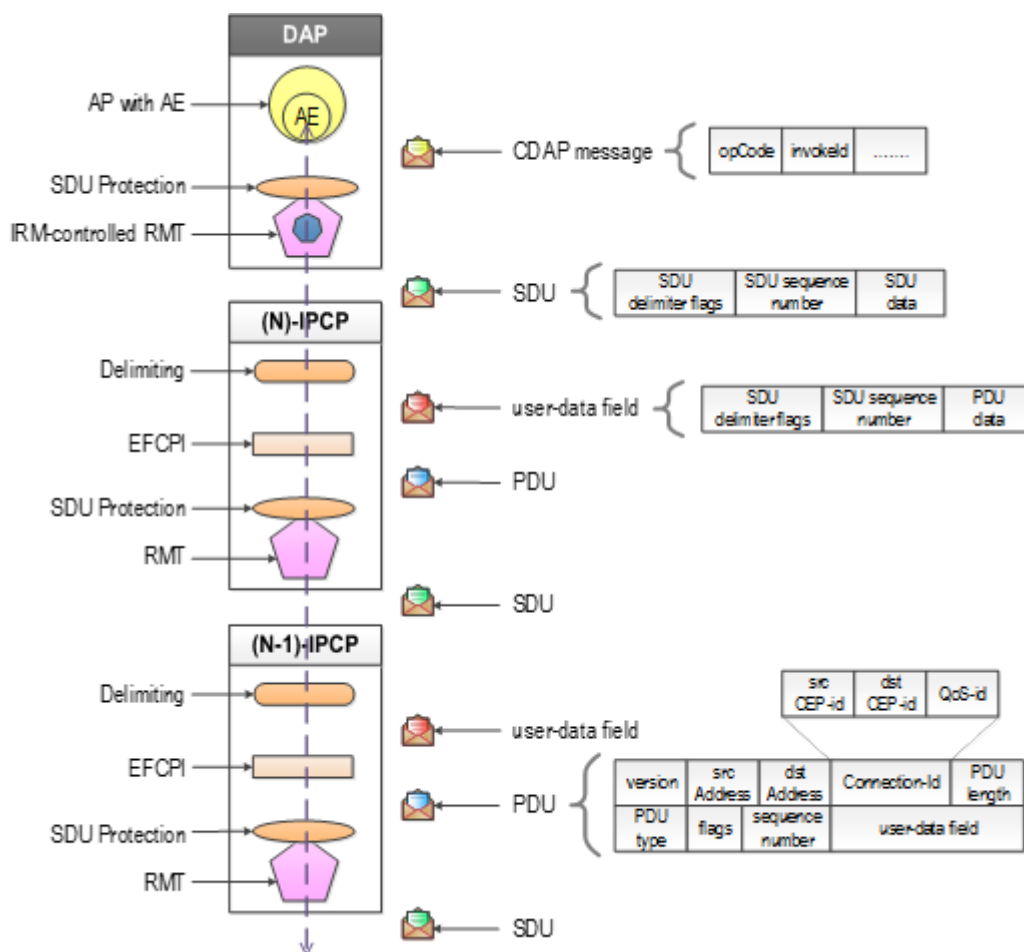 DAP
AP with AE
AE
CDAP message
opCode
invokeId
........
SDU Protection
IRM-controlled RMT
SDU
SDU
delimiter flags
SDU sequence
number
SDU
data
(N)-IPCP
Delimiting
user-data field
SDU
delimiter flags
SDU sequence
number
PDU
data
EFCPI
PDU
SDU Protection
RMT
SDU
(N-1)-IPCP
Delimiting
user-data field
src
CEP-id
dst
CEP-id
QoS-id
EFCPI
PDU
version
src
Address
dst
Address
Connection-Id
PDU
length
PDU
type
flags
sequence
number
user-data field
SDU Protection
RMT
SDU